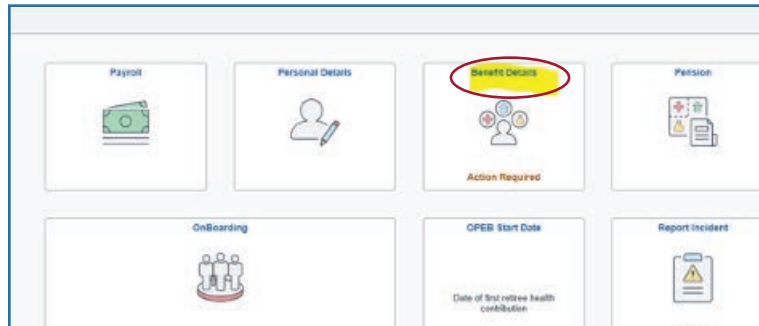 Payroll
Personal Details
Benefit Details
Pension
Action Required
OnBoarding
OPEB Start Date
Report Incident
Date of first retiree health
contribution